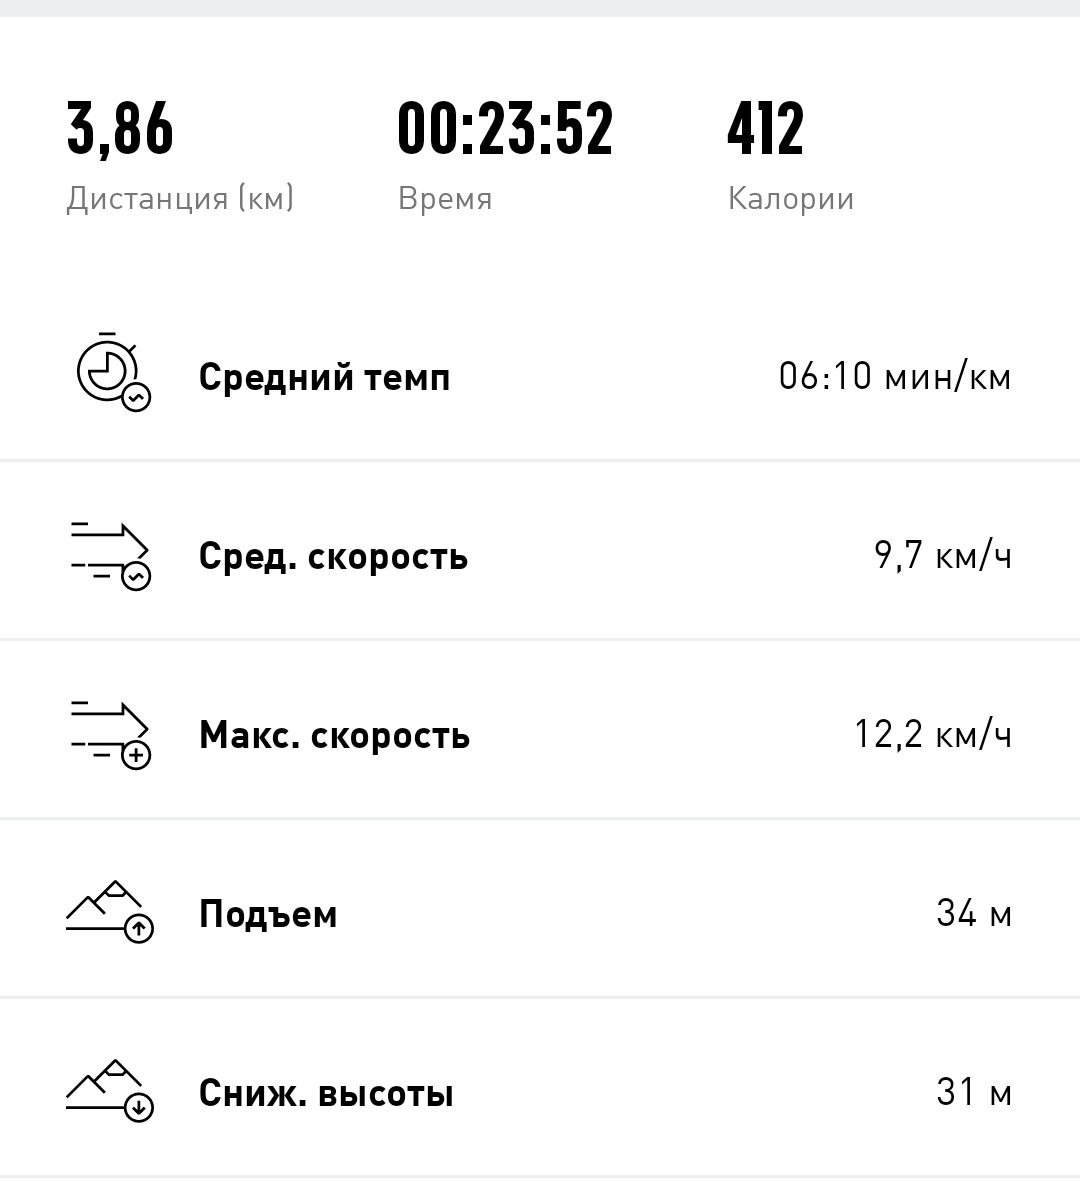 3,86 00:23:52 412
Дистанция (км) Время Калории
Средний темп 06:10 мин/км
Сред. скорость 9,7 км/ч
Макс. скорость 12,2 км/ч
Подъем 34 м
Сниж. высоты 31 м